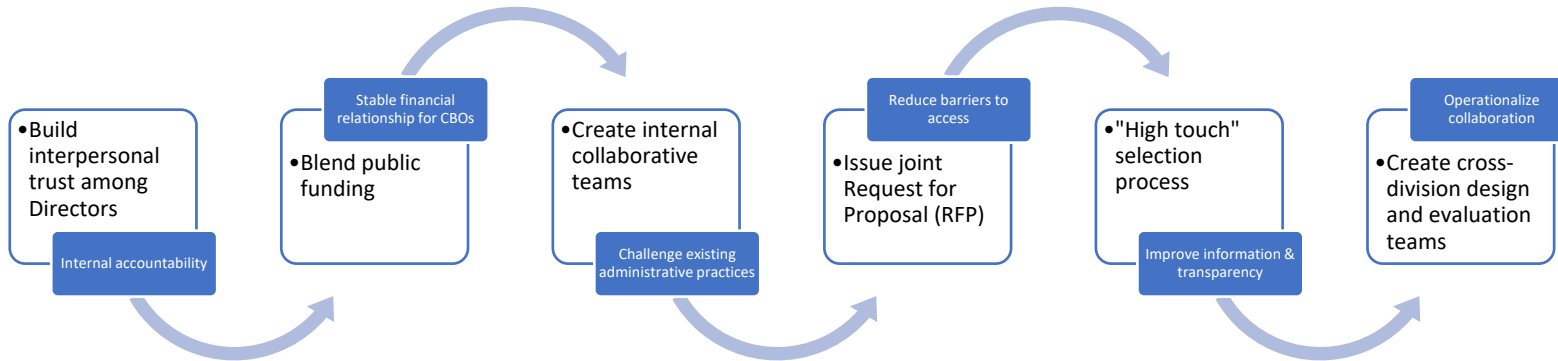 •Build
interpersonal
trust among
Directors
Internal accountability
Stable financial
relationship for CBOs
•Blend public
funding
•Create internal
collaborative
teams
Challenge existing
administrative practices
Reduce barriers to
access
•Issue joint
Request for
Proposal (RFP)
•"High touch"
selection
process
Improve information &
transparency
Operationalize
collaboration
•Create cross-
division design
and evaluation
teams